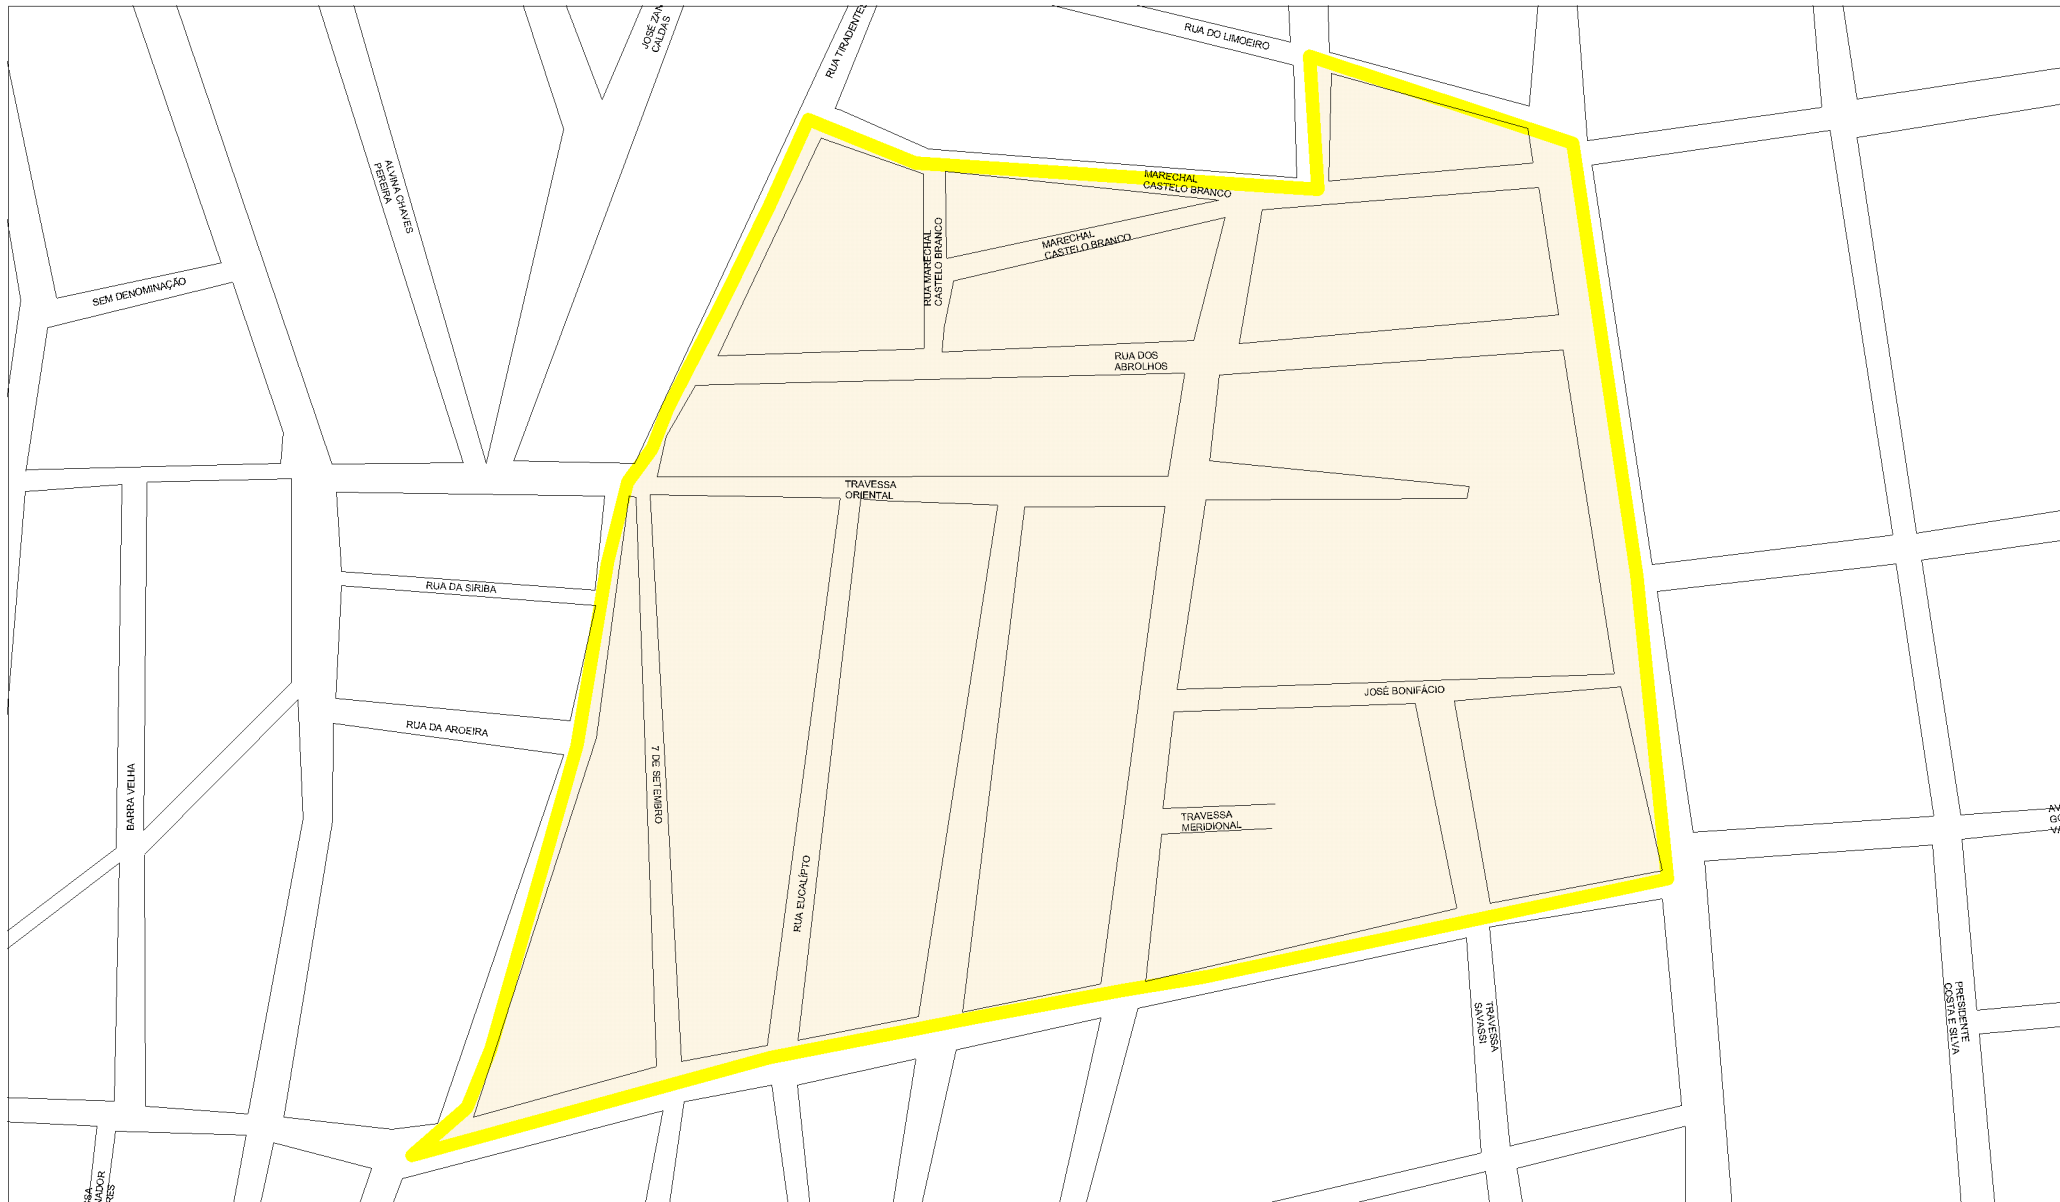 JOSÉ ZAN
CALDAS
RUA TIRADENTES
RUA DO LIMOEIRO
ALVINA CHAVES
PEREIRA
MARECHAL
CASTELO BRANCO
RUA MARECHAL
CASTELO BRANCO
MARECHAL
CASTELO BRANCO
SEM DENOMINAÇÃO
RUA DOS
ABROLHOS
TRAVESSA
ORIENTAL
RUA DA SIRIBA
JOSÉ BONIFÁCIO
RUA DA AROEIRA
7 DE SETEMBRO
BARRA VELHA
TRAVESSA
MERIDIONAL
RUA EUCALÍPTO
TRAVESSA
SAVASSI
PRESIDENTE
COSTA E SILVA